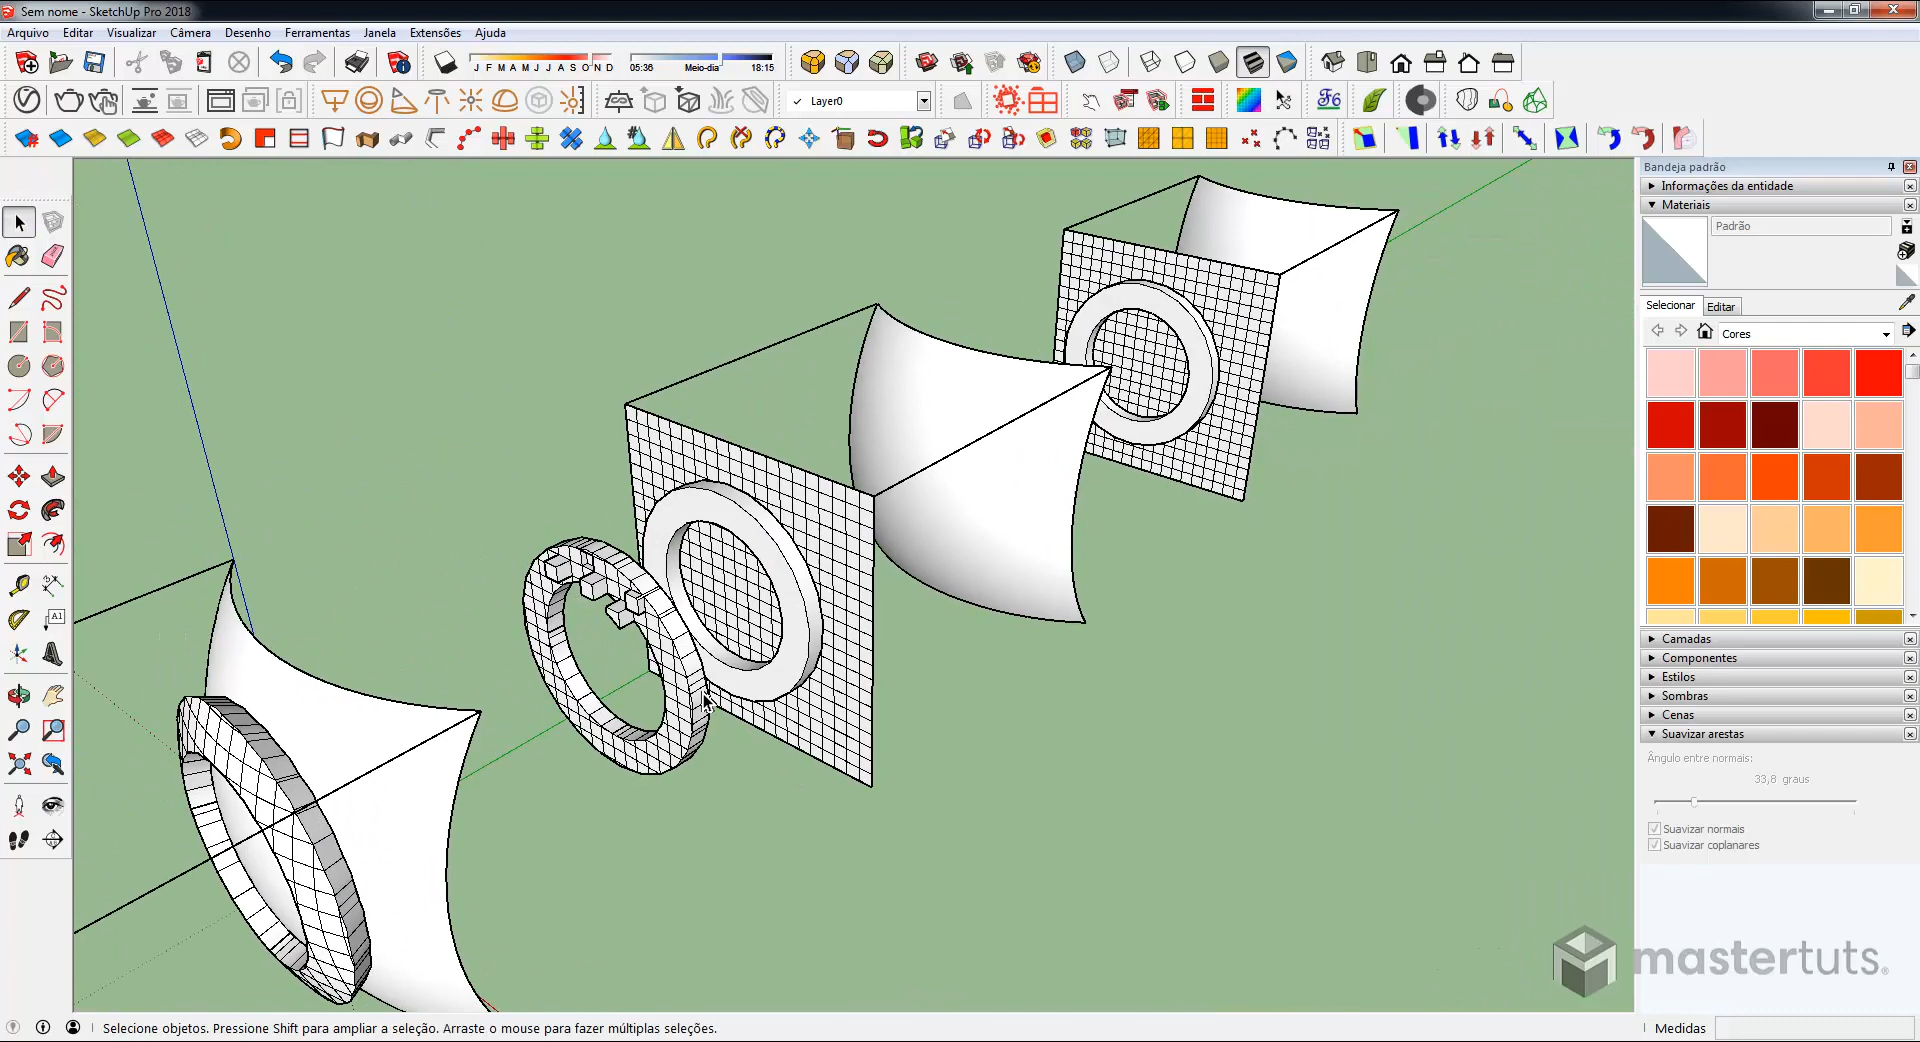 Sem nome - SketchUp Pro 2018
Arquivo Editar Visualizar Câmera Desenho Ferramentas Janela Extensões Ajuda
J F M A M J J A S O N D
05:36 Meio-dia 18:15
Layer0
Bandeja padrão
Informações da entidade
Materiais
Padrão
Selecionar Editar
Cores
A1
Camadas
Componentes
Estilos
Sombras
Cenas
Suavizar arestas
Ângulo entre normais:
33,8 graus
Suavizar normais
Suavizar coplanares
mastertuts®
Selecione objetos. Pressione Shift para ampliar a seleção. Arraste o mouse para fazer múltiplas seleções.
Medidas